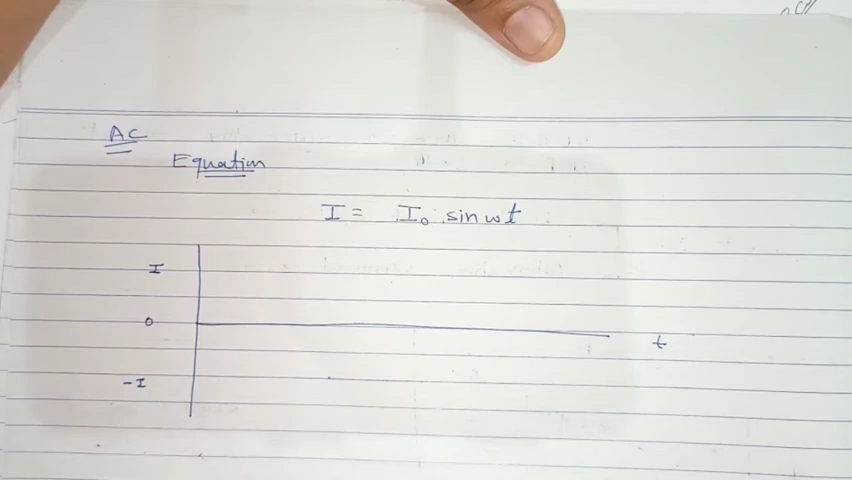 AC
Equation
I = I₀ sin ωt
I
0
t
-I